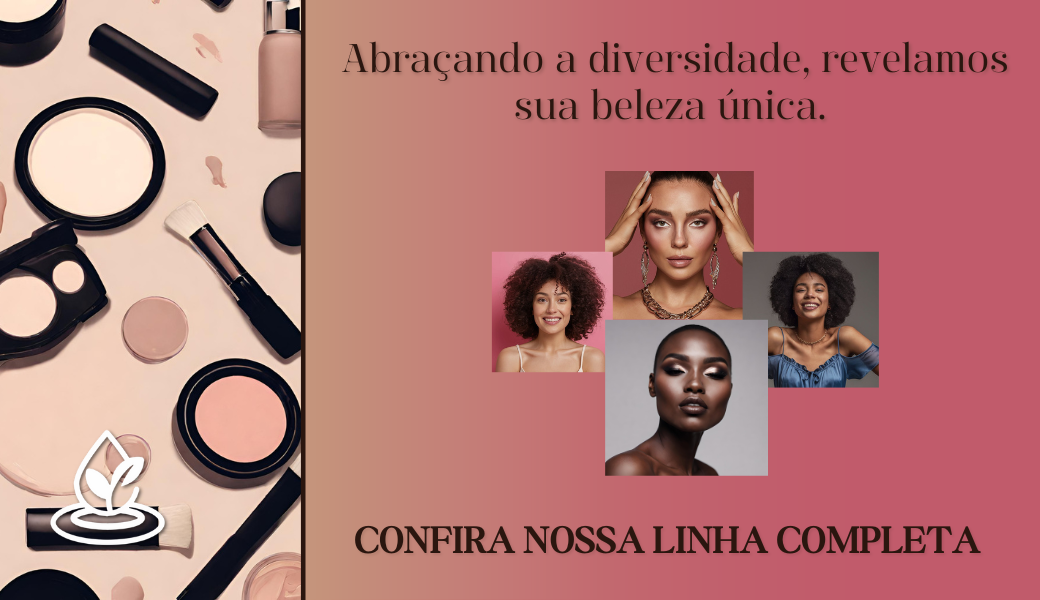 Abraçando a diversidade, revelamos
sua beleza única.
CONFIRA NOSSA LINHA COMPLETA